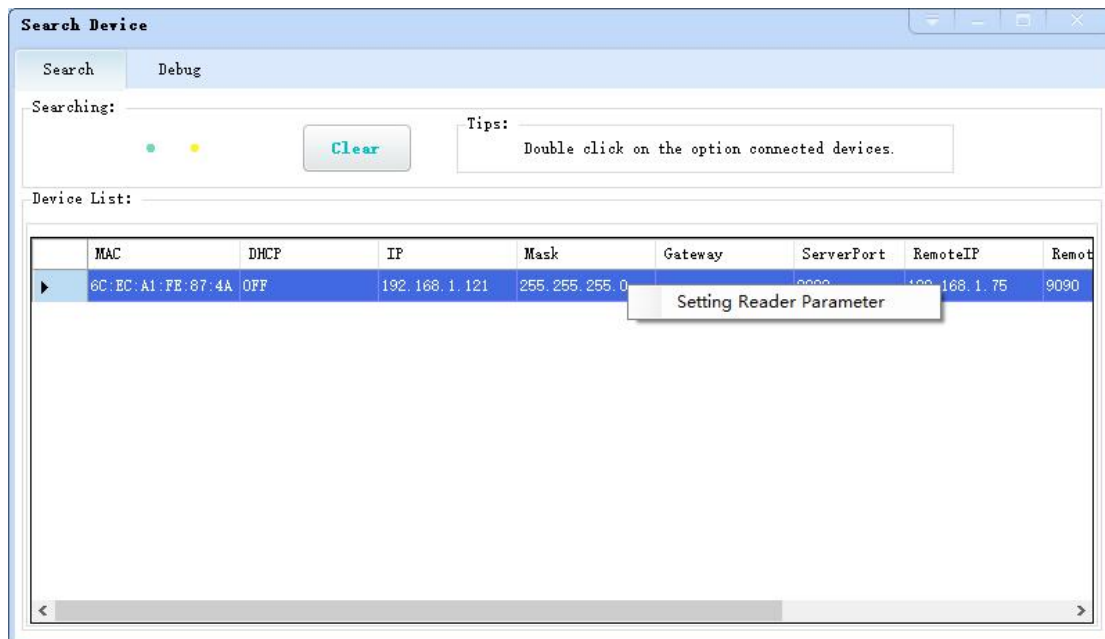 Search Device
Search Debug
Searching:
Clear
Tips:
Double click on the option connected devices.
Device List:
MAC DHCP IP Mask Gateway ServerPort RemoteIP Remot
6C:EC:A1:FE:87:4A OFF 192.168.1.121 255.255.255.0 168.1.75 9090
Setting Reader Parameter